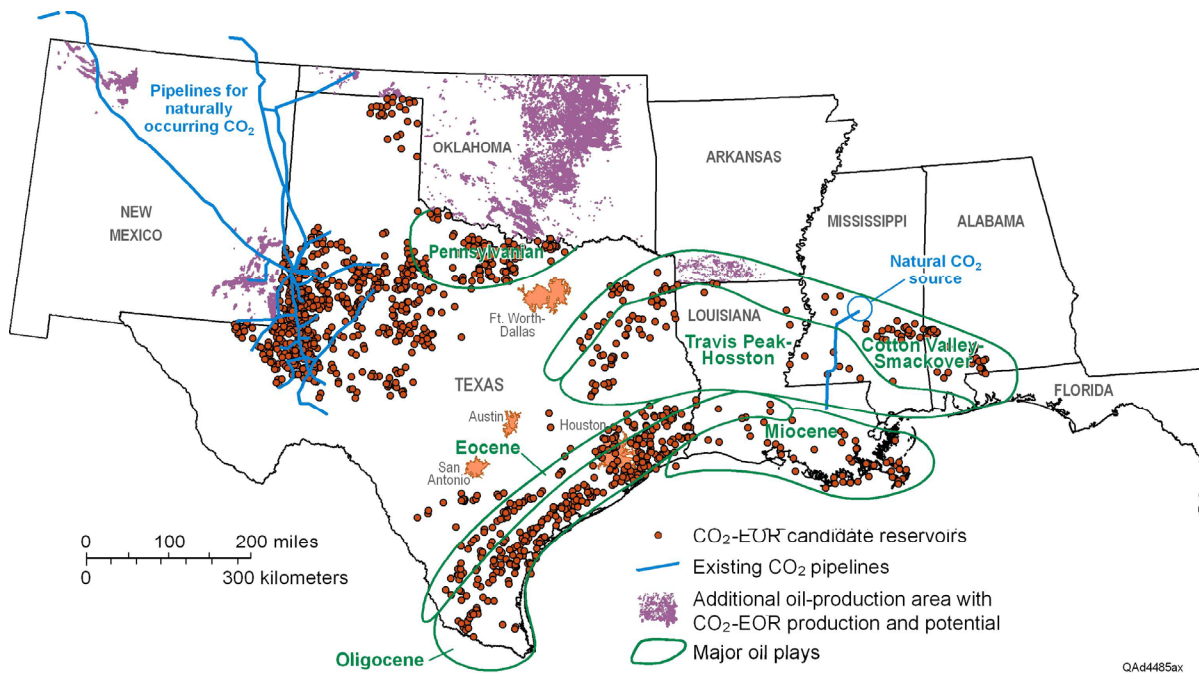 Pipelines for
naturally
occurring CO₂
OKLAHOMA
ARKANSAS
NEW
MEXICO
MISSISSIPPI
ALABAMA
Pennsylvanian
Natural CO₂
source
Ft. Worth-
Dallas
LOUISIANA
Travis Peak-
Hosston
Cotton Valley-
Smackover
TEXAS
FLORIDA
Austin
Houston
Eocene
Miocene
San
Antonio
0 100 200 miles
0 300 kilometers
CO₂-EOR candidate reservoirs
Existing CO₂ pipelines
Additional oil-production area with
CO₂-EOR production and potential
Major oil plays
Oligocene
QAd4485ax